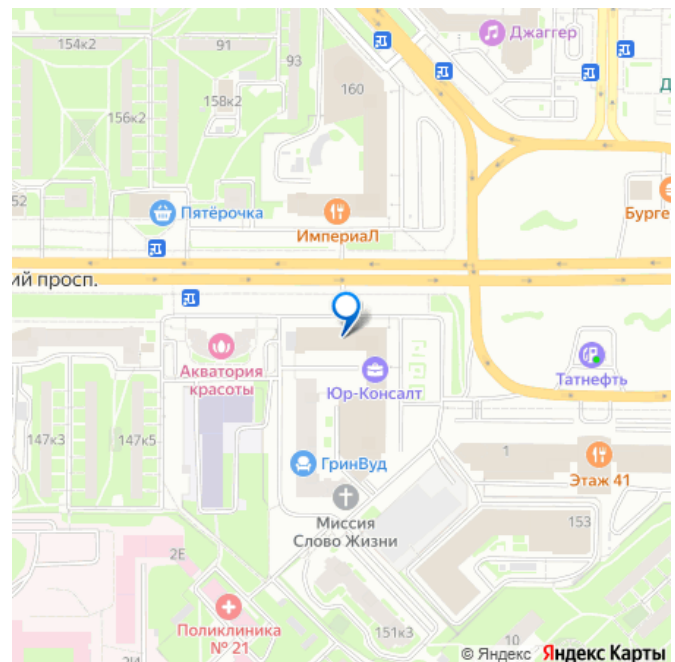 154к2
91
93
Джаггер
160
158к2
156к2
52
Пятёрочка
ИмпериаЛ
Бурге
Д
ий просп.
Акватория
красоты
Юр-Консалт
Татнефть
147к3
147к5
ГринВуд
1
Этаж 41
Миссия
Слово Жизни
153
2Е
Поликлиника
№ 21
151к3
10
2И
© Яндекс Яндекс Карты